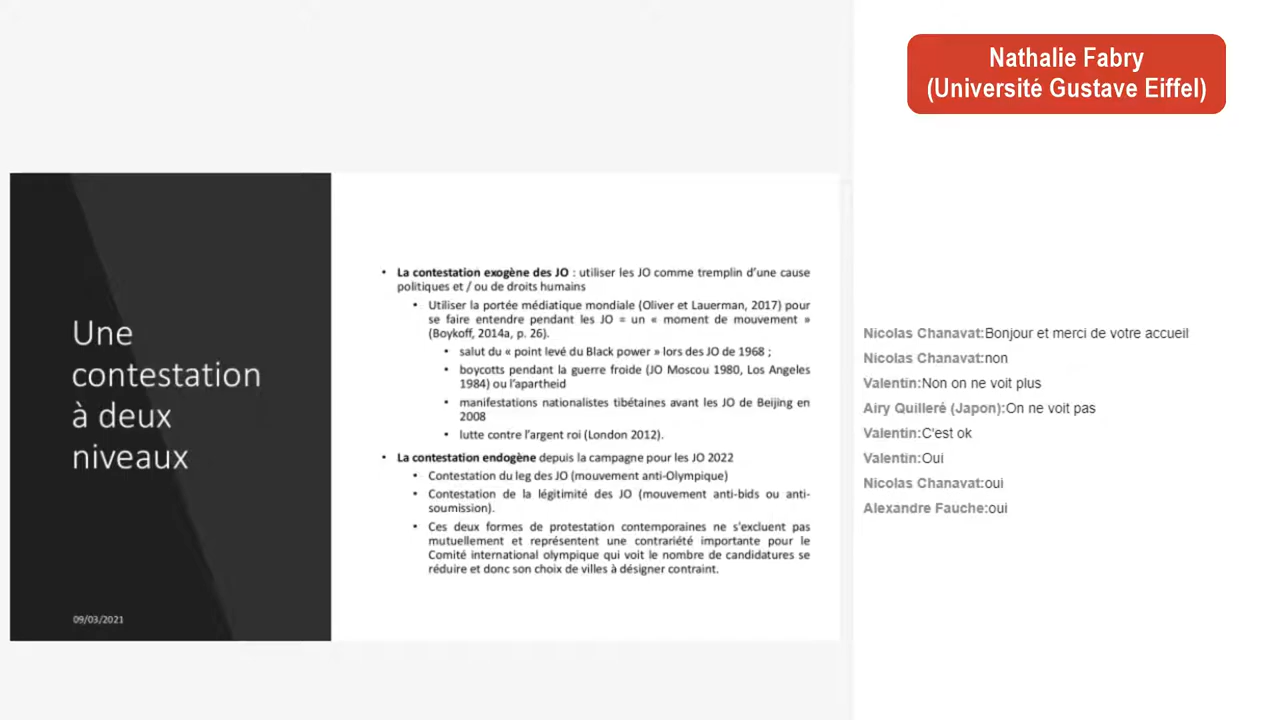 Nathalie Fabry
(Université Gustave Eiffel)
Une
contestation
à deux
niveaux
09/03/2021
• La contestation exogène des JO : utiliser les JO comme tremplin d'une cause
politiques et / ou de droits humains
• Utiliser la portée médiatique mondiale (Oliver et Lauerman, 2017) pour
se faire entendre pendant les JO = un « moment de mouvement »
(Boykoff, 2014a, p. 26).
• salut du « point levé du Black power » lors des JO de 1968 ;
• boycotts pendant la guerre froide (JO Moscou 1980, Los Angeles
1984) ou l'apartheid
• manifestations nationalistes tibétaines avant les JO de Beijing en
2008
• lutte contre l'argent roi (London 2012).
• La contestation endogène depuis la campagne pour les JO 2022
• Contestation du leg des JO (mouvement anti-Olympique)
• Contestation de la légitimité des JO (mouvement anti-bids ou anti-
soumission).
• Ces deux formes de protestation contemporaines ne s'excluent pas
mutuellement et représentent une contrariété importante pour le
Comité international olympique qui voit le nombre de candidatures se
réduire et donc son choix de villes à désigner contraint.
Nicolas Chanavat:Bonjour et merci de votre accueil
Nicolas Chanavat:non
Valentin:Non on ne voit plus
Airy Quilleré (Japon):On ne voit pas
Valentin:C'est ok
Valentin:Oui
Nicolas Chanavat:oui
Alexandre Fauche:oui